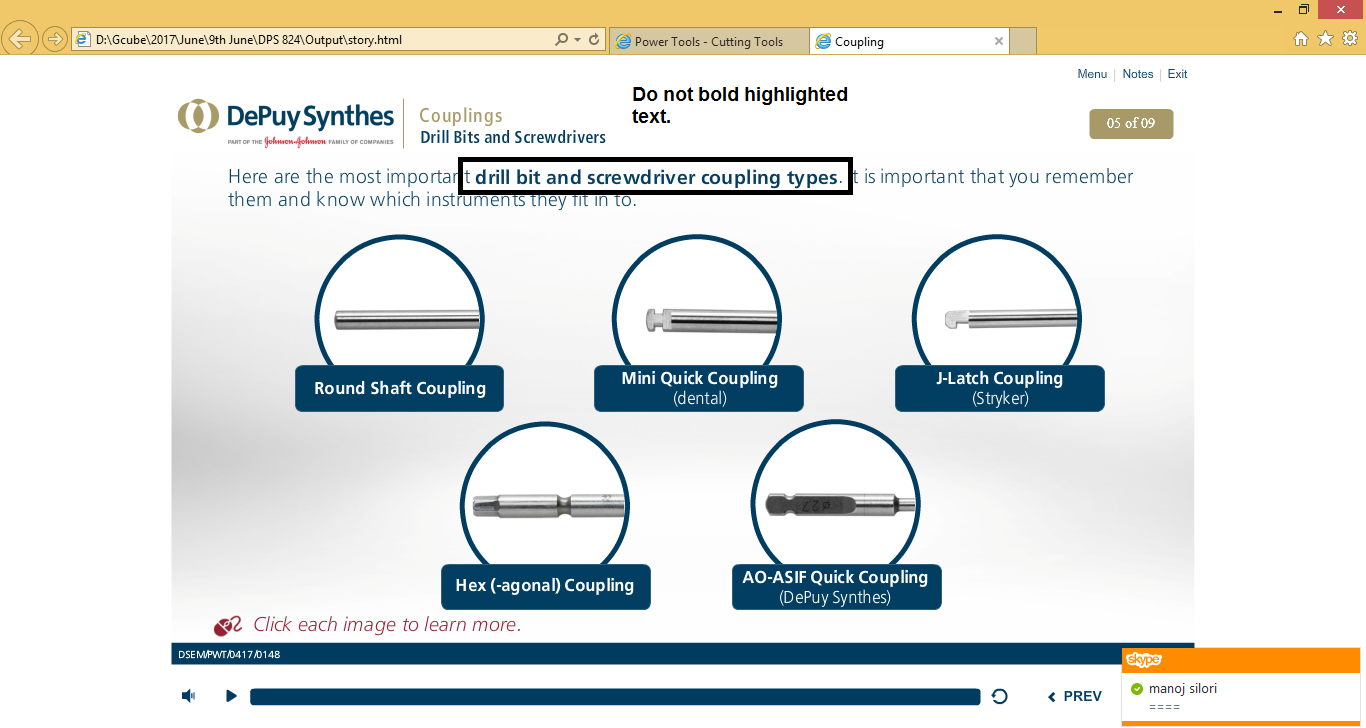 D:\Gcube\2017\June\9th June\DPS 824\Output\story.html
Power Tools - Cutting Tools
Coupling
Menu | Notes | Exit
Do not bold highlighted
text.
DePuy Synthes
PART OF THE Johnson & Johnson FAMILY OF COMPANIES
Couplings
Drill Bits and Screwdrivers
05 of 09
Here are the most important drill bit and screwdriver coupling types. t is important that you remember
them and know which instruments they fit in to.
Round Shaft Coupling
Mini Quick Coupling
(dental)
J-Latch Coupling
(Stryker)
Hex (-agonal) Coupling
AO-ASIF Quick Coupling
(DePuy Synthes)
Click each image to learn more.
DSEM/PWT/0417/0148
PREV
skype
manoj silori
====